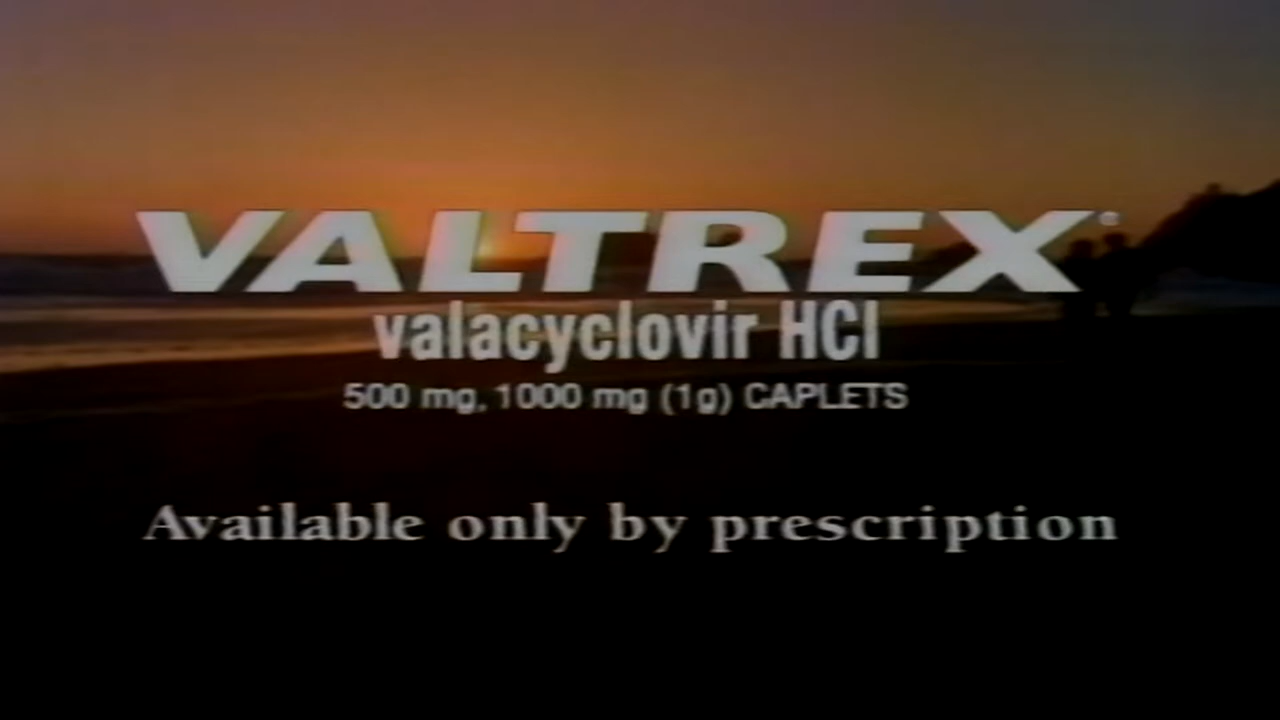 VALTREX®
valacyclovir HCl
500 mg, 1000 mg (1g) CAPLETS
Available only by prescription